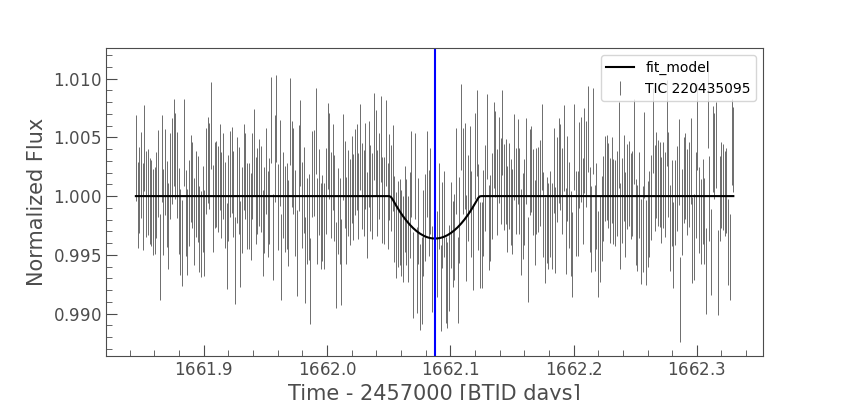 1.010
1.005
1.000
0.995
0.990
Normalized Flux
fit_model
TIC 220435095
1661.9 1662.0 1662.1 1662.2 1662.3
Time - 2457000 [BTJD days]